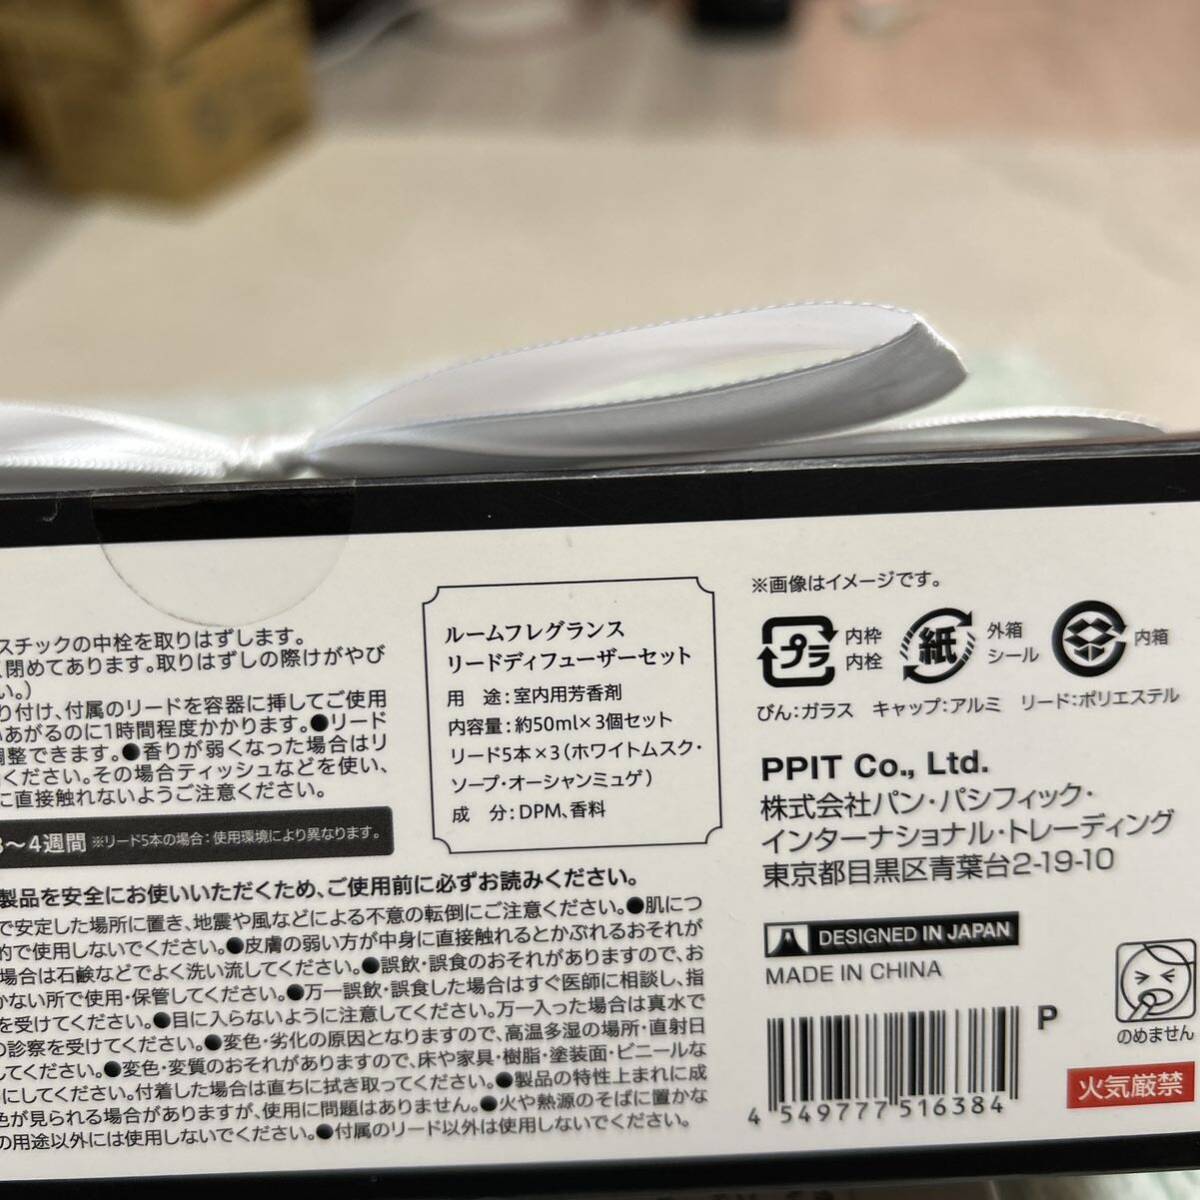 スチックの中栓を取りはずします。
閉めてあります。取りはずしの際けがやび
い。)
り付け、付属のリードを容器に挿してご使用
いあがるのに1時間程度かかります。●リード
調整できます。●香りが弱くなった場合はリ
ください。その場合ティッシュなどを使い、
に直接触れないようご注意ください。
3〜4週間 ※リード5本の場合:使用環境により異なります。
製品を安全にお使いいただくため、ご使用前に必ずお読みください。
で安定した場所に置き、地震や風などによる不意の転倒にご注意ください。●肌につ
的で使用しないでください。●皮膚の弱い方が中身に直接触れるとかぶれるおそれが
場合は石鹸などでよく洗い流してください。●誤飲・誤食のおそれがありますので、お
かない所で使用・保管してください。●万一誤飲・誤食した場合はすぐ医師に相談し、指
を受けてください。●目に入らないように注意してください。万一入った場合は真水で
の診察を受けてください。●変色・劣化の原因となりますので、高温多湿の場所・直射日
してください。●変色・変質のおそれがありますので、床や家具・樹脂・塗装面・ビニールな
にしてください。付着した場合は直ちに拭き取ってください。●製品の特性上まれに成
色が見られる場合がありますが、使用に問題はありません。●火や熱源のそばに置かな
の用途以外には使用しないでください。●付属のリード以外は使用しないでください。
ルームフレグランス
リードディフューザーセット
用 途:室内用芳香剤
内容量:約50ml×3個セット
リード5本×3(ホワイトムスク・
ソープ・オーシャンミュゲ)
成 分:DPM、香料
※画像はイメージです。
プラ 内枠 内栓
紙 外箱 シール
内箱
びん:ガラス キャップ:アルミ リード:ポリエステル
PPIT Co., Ltd.
株式会社パン・パシフィック・
インターナショナル・トレーディング
東京都目黒区青葉台2-19-10
DESIGNED IN JAPAN
MADE IN CHINA
P
4 549777 516384
のめません
火気厳禁